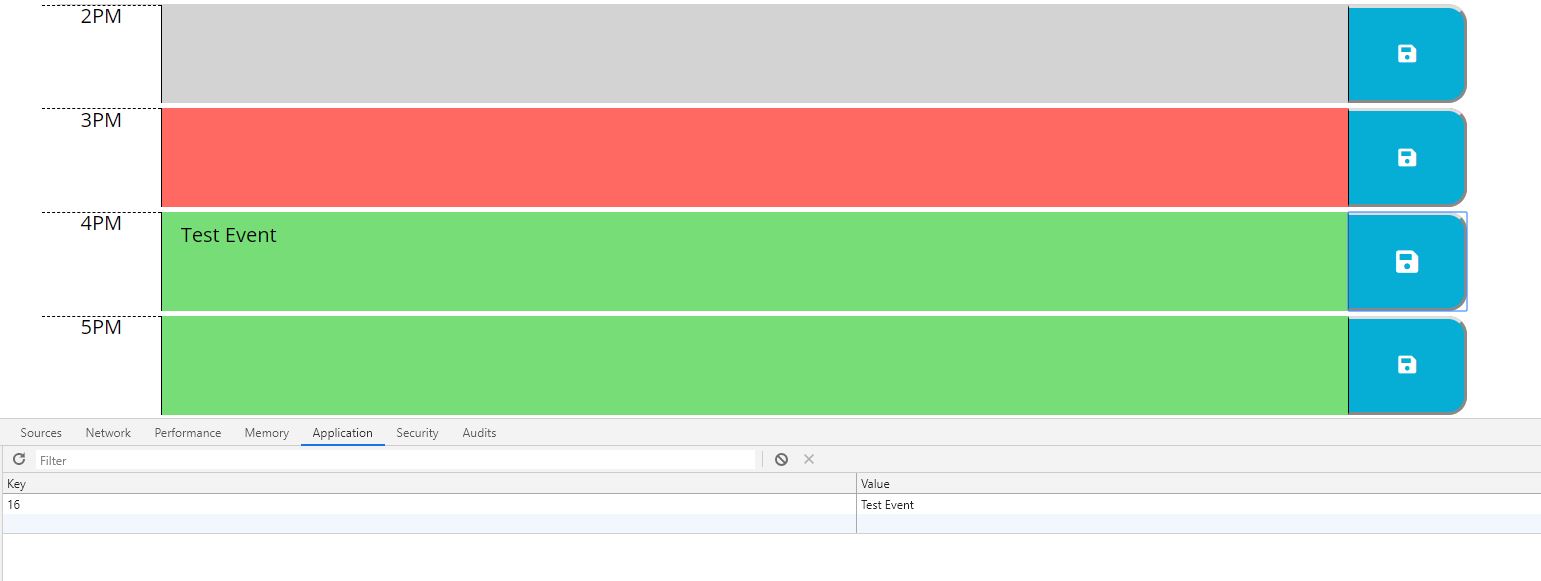 2PM
3PM
4PM
Test Event
5PM
Sources Network Performance Memory Application Security Audits
Filter
Key Value
16 Test Event